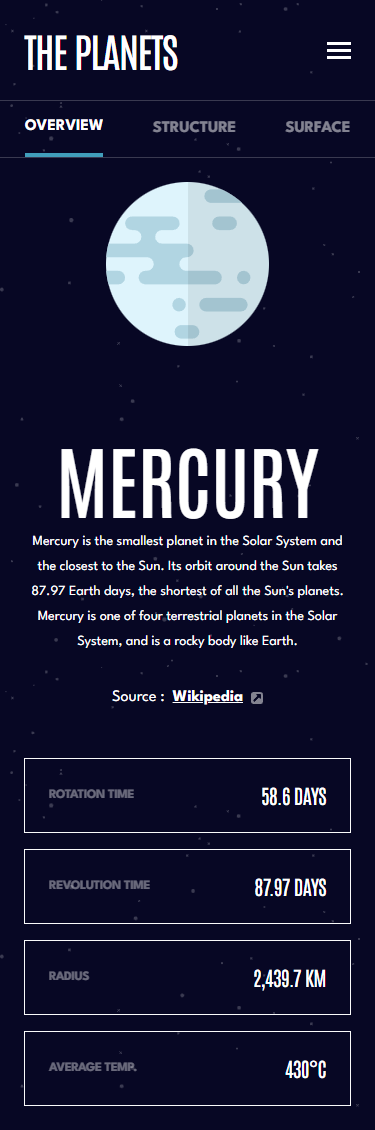 THE PLANETS
OVERVIEW STRUCTURE SURFACE
MERCURY
Mercury is the smallest planet in the Solar System and
the closest to the Sun. Its orbit around the Sun takes
87.97 Earth days, the shortest of all the Sun's planets.
Mercury is one of four terrestrial planets in the Solar
System, and is a rocky body like Earth.
Source : Wikipedia
ROTATION TIME 58.6 DAYS
REVOLUTION TIME 87.97 DAYS
RADIUS 2,439.7 KM
AVERAGE TEMP. 430°C